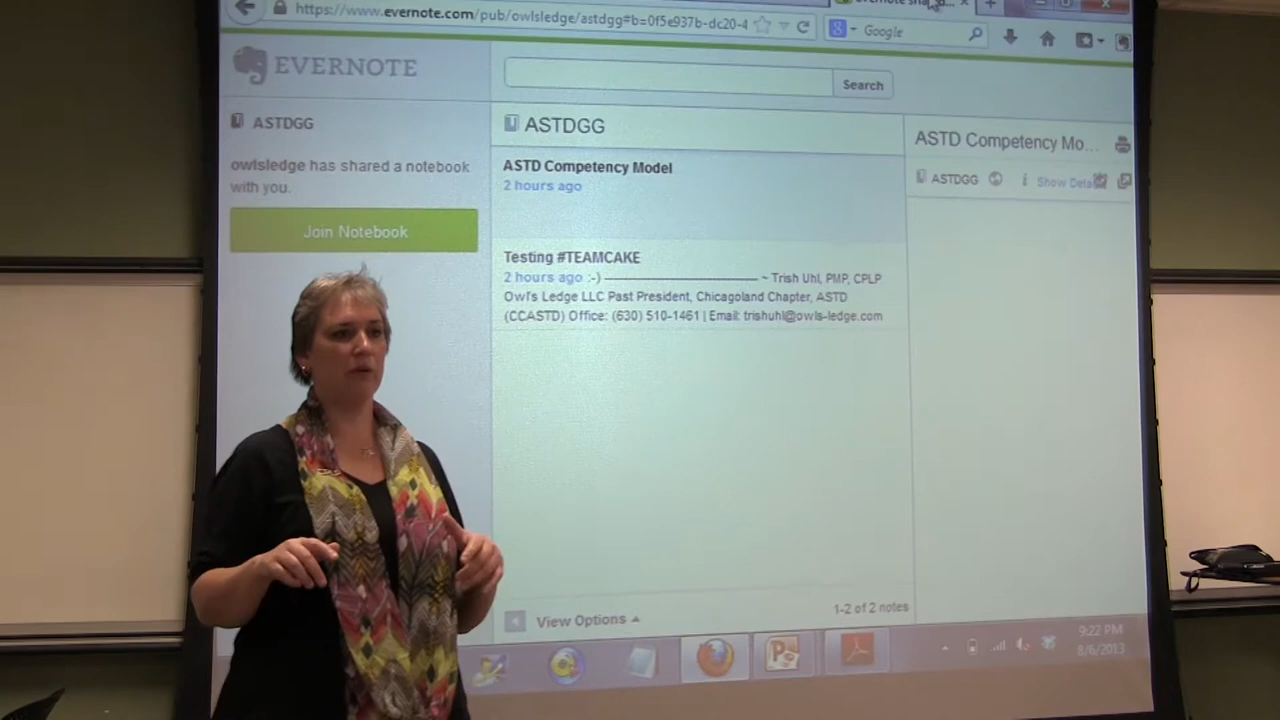 https://www.evernote.com/pub/owlsledge/astdgg#b=0f5e937b-dc20-4
Google
EVERNOTE
Search
ASTDGG
owlsledge has shared a notebook
with you.
Join Notebook
ASTDGG
ASTD Competency Model
2 hours ago
Testing #TEAMCAKE
2 hours ago :-) ~ Trish Uhl, PMP, CPLP
Owl's Ledge LLC Past President, Chicagoland Chapter, ASTD
(CCASTD) Office: (630) 510-1461 | Email: trishuhl@owls-ledge.com
ASTD Competency Mo...
ASTDGG
Show Deta
View Options
1-2 of 2 notes
9:22 PM
8/6/2013